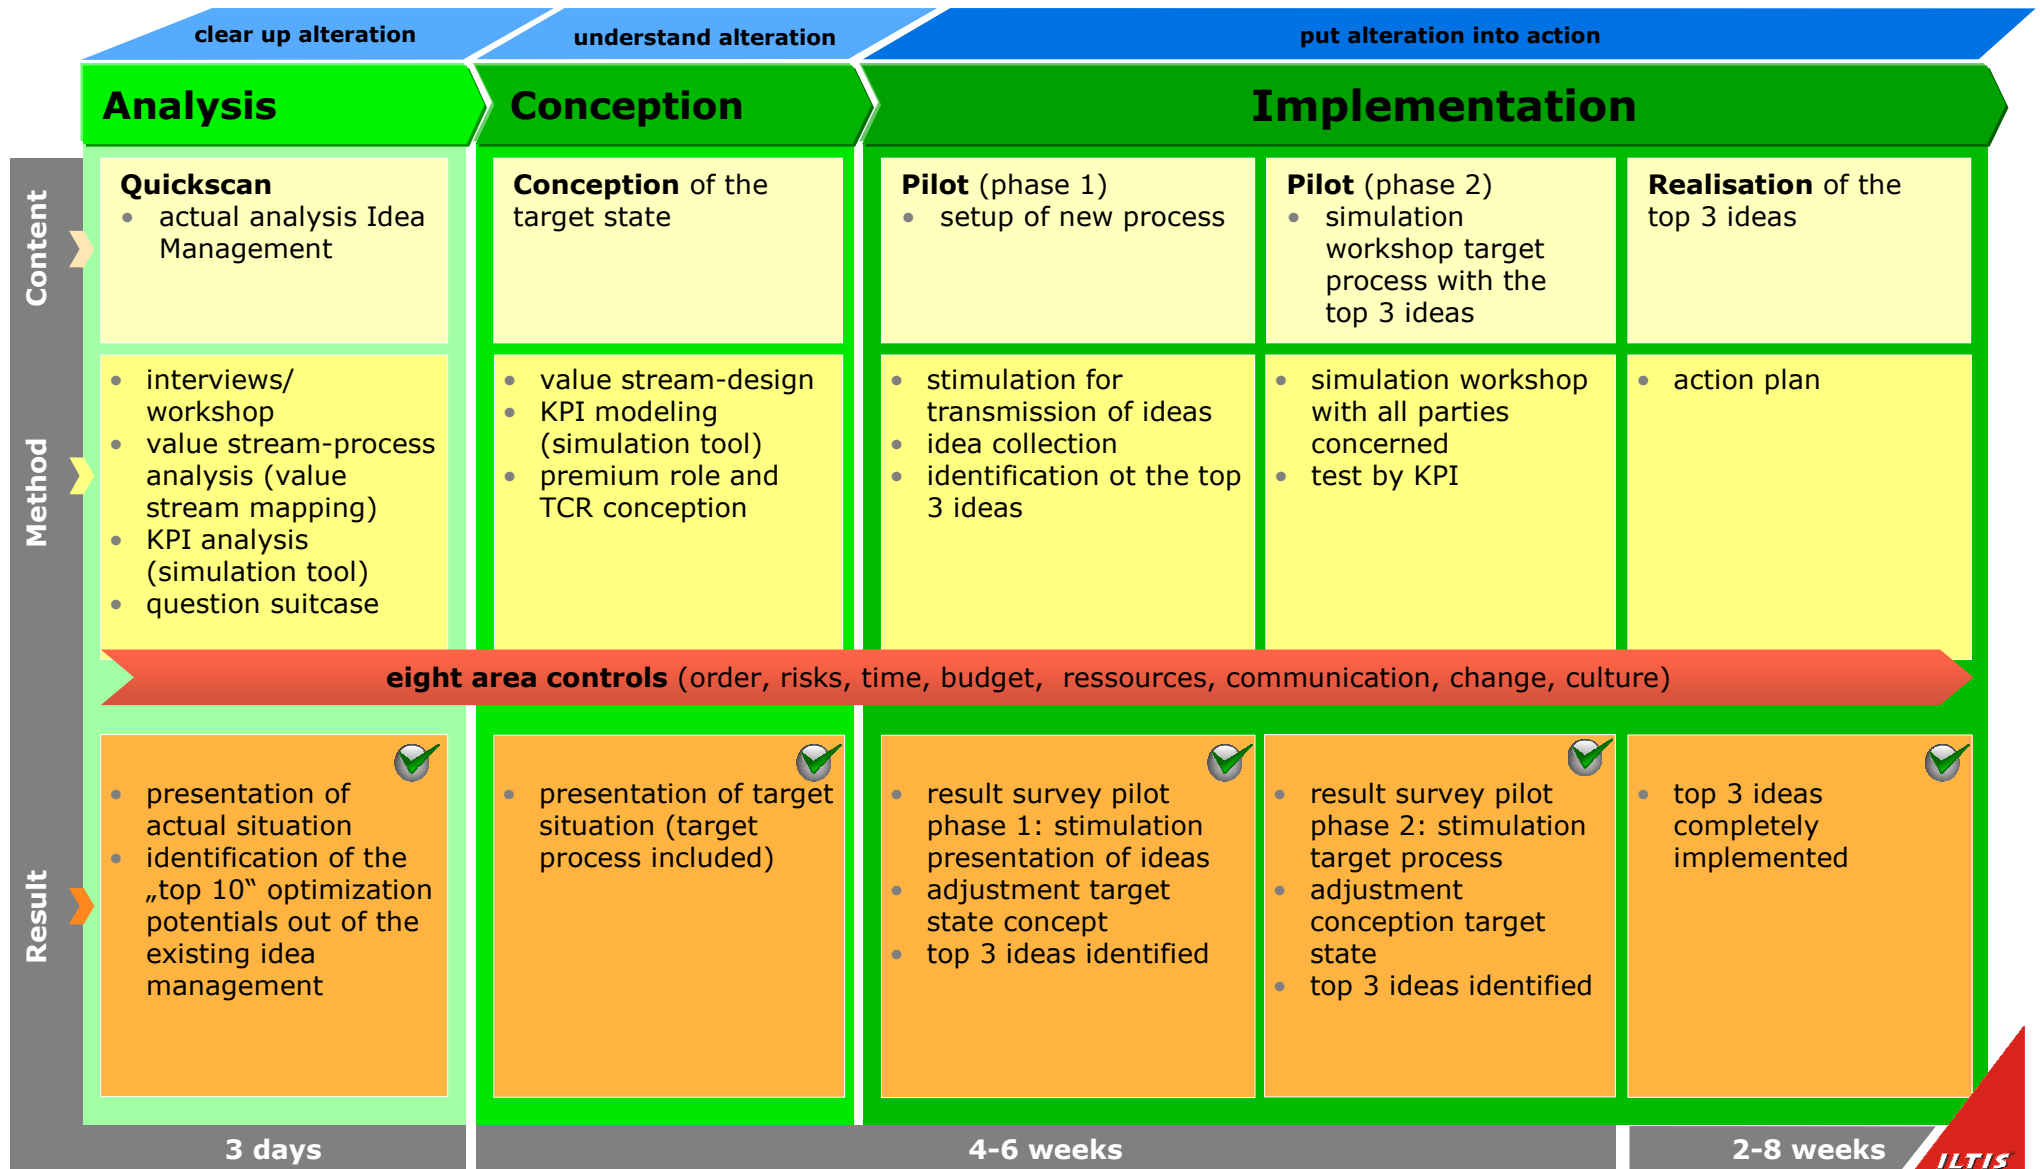 clear up alteration
understand alteration
put alteration into action
Analysis
Conception
Implementation
Content
Quickscan
• actual analysis Idea
Management
Conception of the
target state
Pilot (phase 1)
• setup of new process
Pilot (phase 2)
• simulation
workshop target
process with the
top 3 ideas
Realisation of the
top 3 ideas
Method
• interviews/
workshop
• value stream-process
analysis (value
stream mapping)
• KPI analysis
(simulation tool)
• question suitcase
• value stream-design
• KPI modeling
(simulation tool)
• premium role and
TCR conception
• stimulation for
transmission of ideas
• idea collection
• identification ot the top
3 ideas
• simulation workshop
with all parties
concerned
• test by KPI
• action plan
eight area controls (order, risks, time, budget, ressources, communication, change, culture)
Result
• presentation of
actual situation
• identification of the
„top 10“ optimization
potentials out of the
existing idea
management
• presentation of target
situation (target
process included)
• result survey pilot
phase 1: stimulation
presentation of ideas
• adjustment target
state concept
• top 3 ideas identified
• result survey pilot
phase 2: stimulation
target process
• adjustment
conception target
state
• top 3 ideas identified
• top 3 ideas
completely
implemented
3 days
4-6 weeks
2-8 weeks
ILTIS